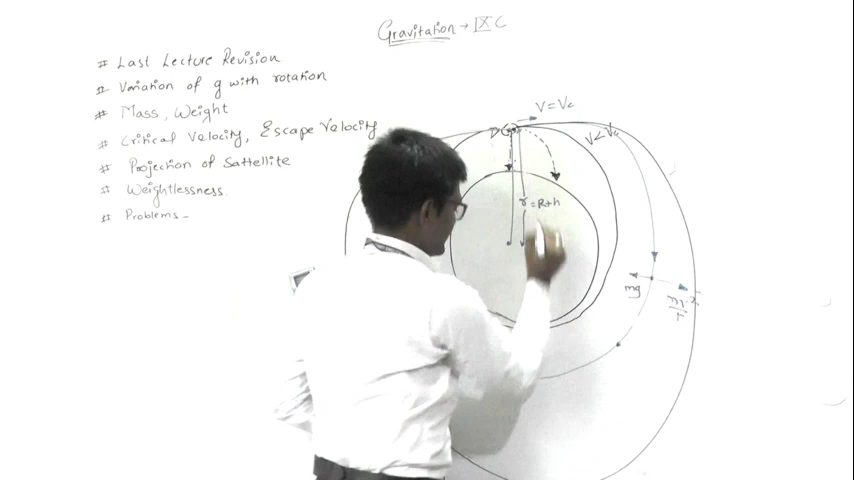 Gravitation → IX C
# Last Lecture Revision
# Variation of g with rotation
# Mass, Weight
# Critical Velocity, Escape Velocity
# Projection of Sattellite
# Weightlessness.
# Problems -
V = Vc
V <
r = R+h
mg